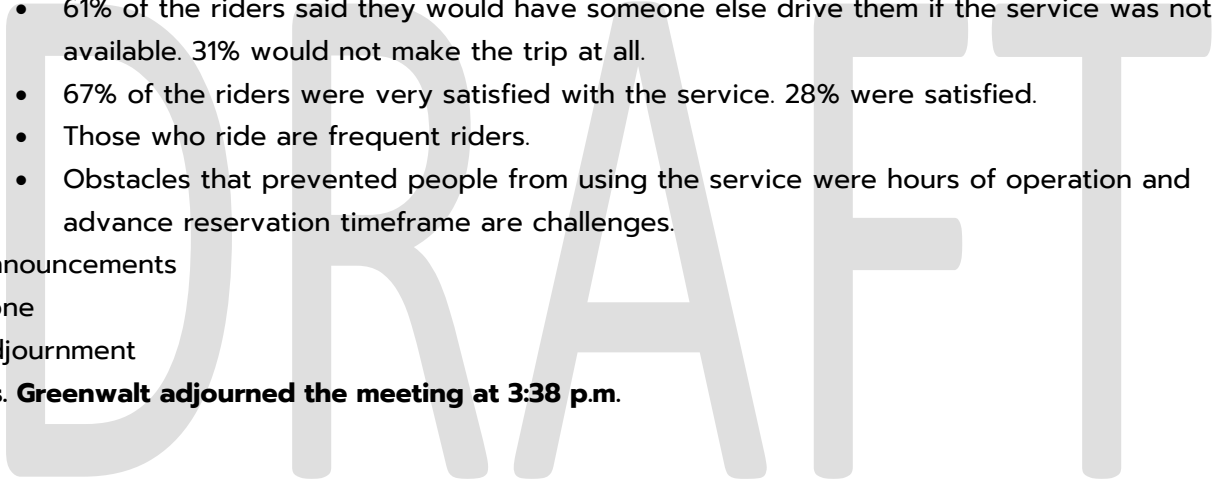 • 61% of the riders said they would have someone else drive them if the service was not
available. 31% would not make the trip at all.
• 67% of the riders were very satisfied with the service. 28% were satisfied.
• Those who ride are frequent riders.
• Obstacles that prevented people from using the service were hours of operation and
advance reservation timeframe are challenges.
nnouncements
one
djournment
s. Greenwalt adjourned the meeting at 3:38 p.m.
DRAFT